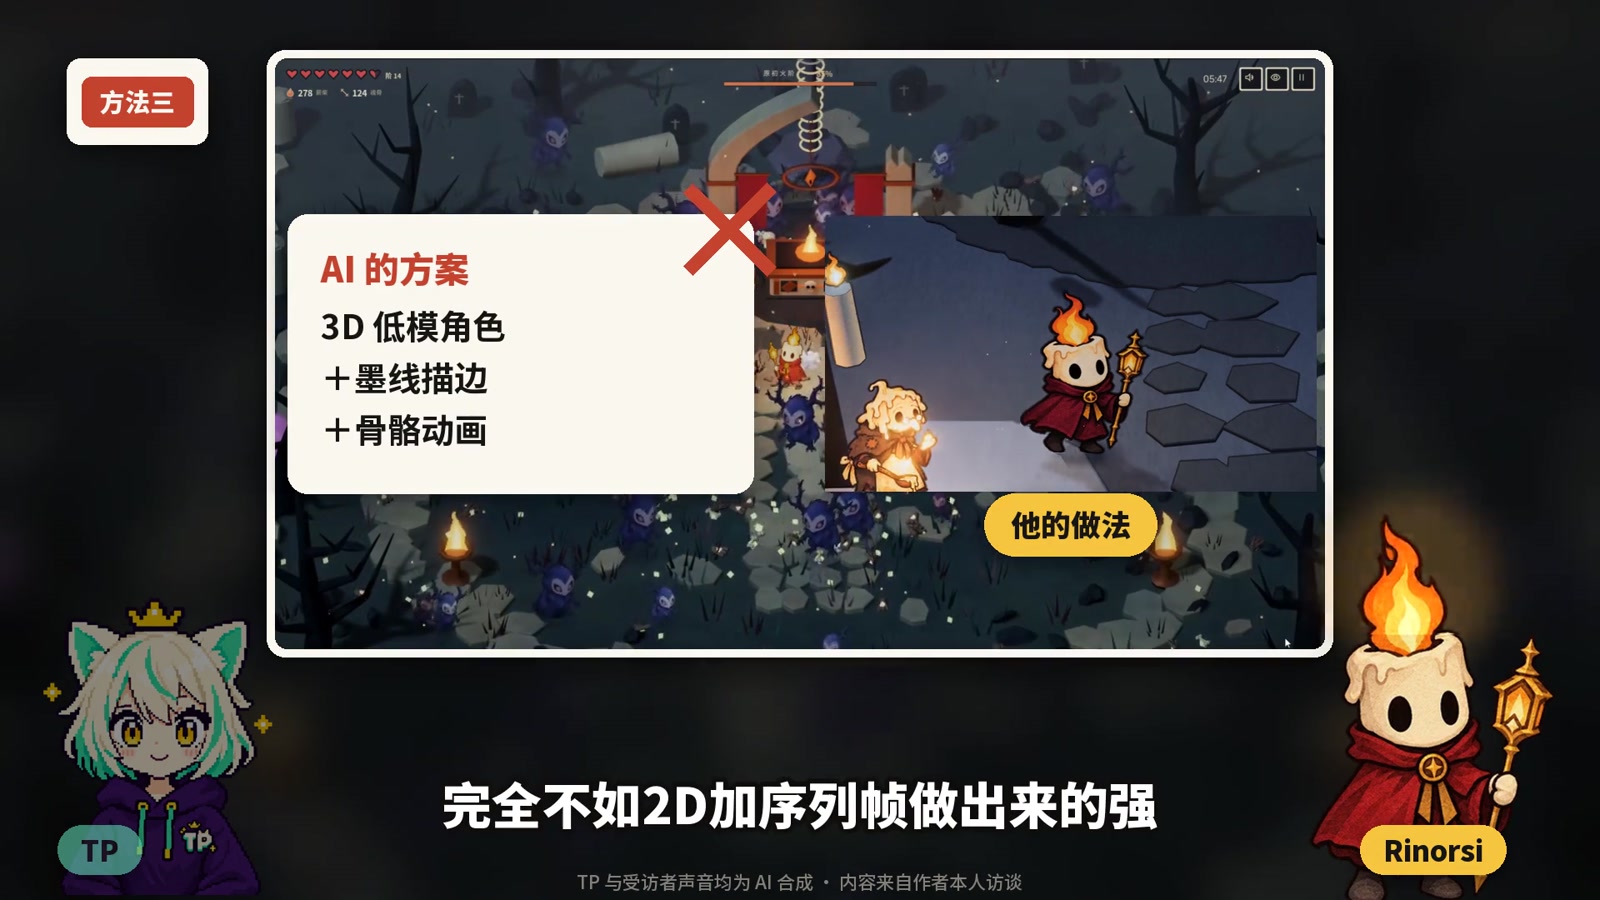 方法三
阶 14
278
124
05:47
AI 的方案
3D 低模角色
＋墨线描边
＋骨骼动画
他的做法
TP
TP
Rinorsi
完全不如2D加序列帧做出来的强
TP 与受访者声音均为 AI 合成 · 内容来自作者本人访谈